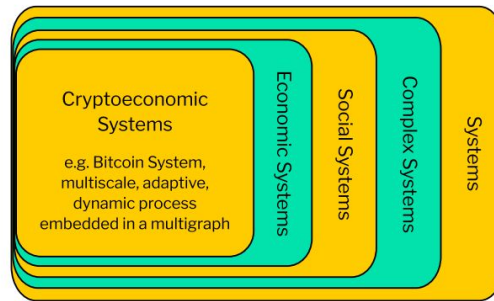 Cryptoeconomic
Systems
e.g. Bitcoin System,
multiscale, adaptive,
dynamic process
embedded in a multigraph
Economic Systems
Social Systems
Complex Systems
Systems